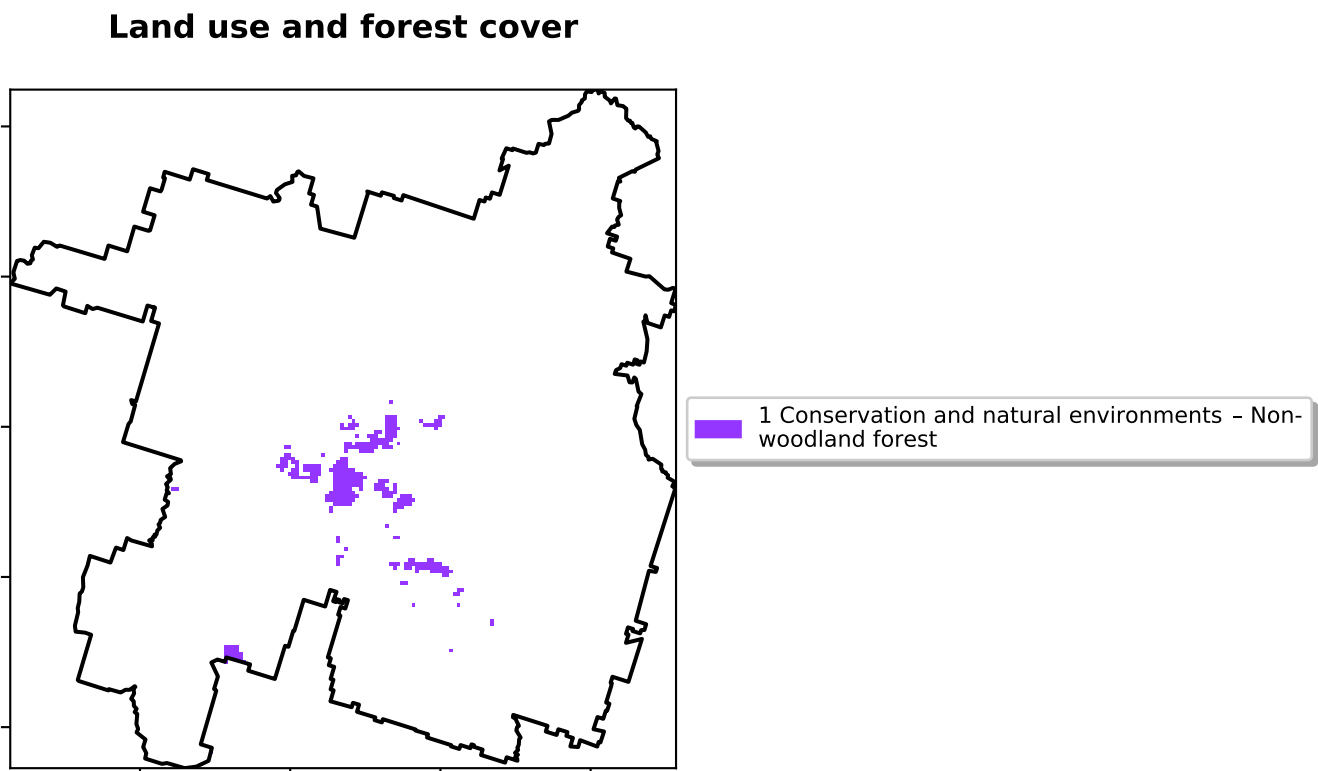 Land use and forest cover
1 Conservation and natural environments – Non-
woodland forest